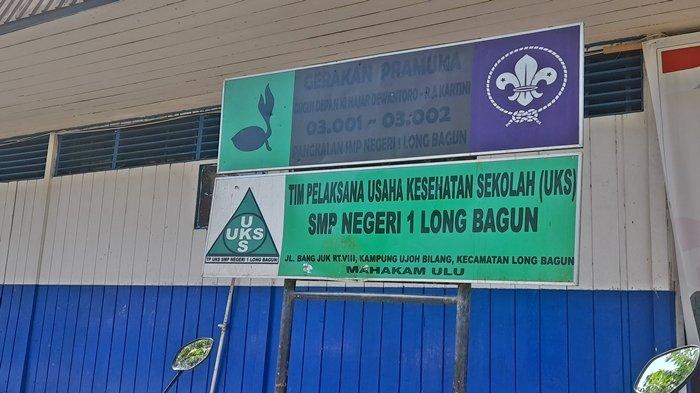 GERAKAN PRAMUKA
GUGUS DEPAN KI HAJAR DEWANTORO - R.A KARTINI
03.001 - 03.002
PANGKALAN SMP NEGERI 1 LONG BAGUN
TIM PELAKSANA USAHA KESEHATAN SEKOLAH (UKS)
SMP NEGERI 1 LONG BAGUN
JL. BANG JUK RT.VIII, KAMPUNG UJOH BILANG, KECAMATAN LONG BAGUN
MAHAKAM ULU
U
UKS
S
TP UKS SMP NEGERI 1 LONG BAGUN